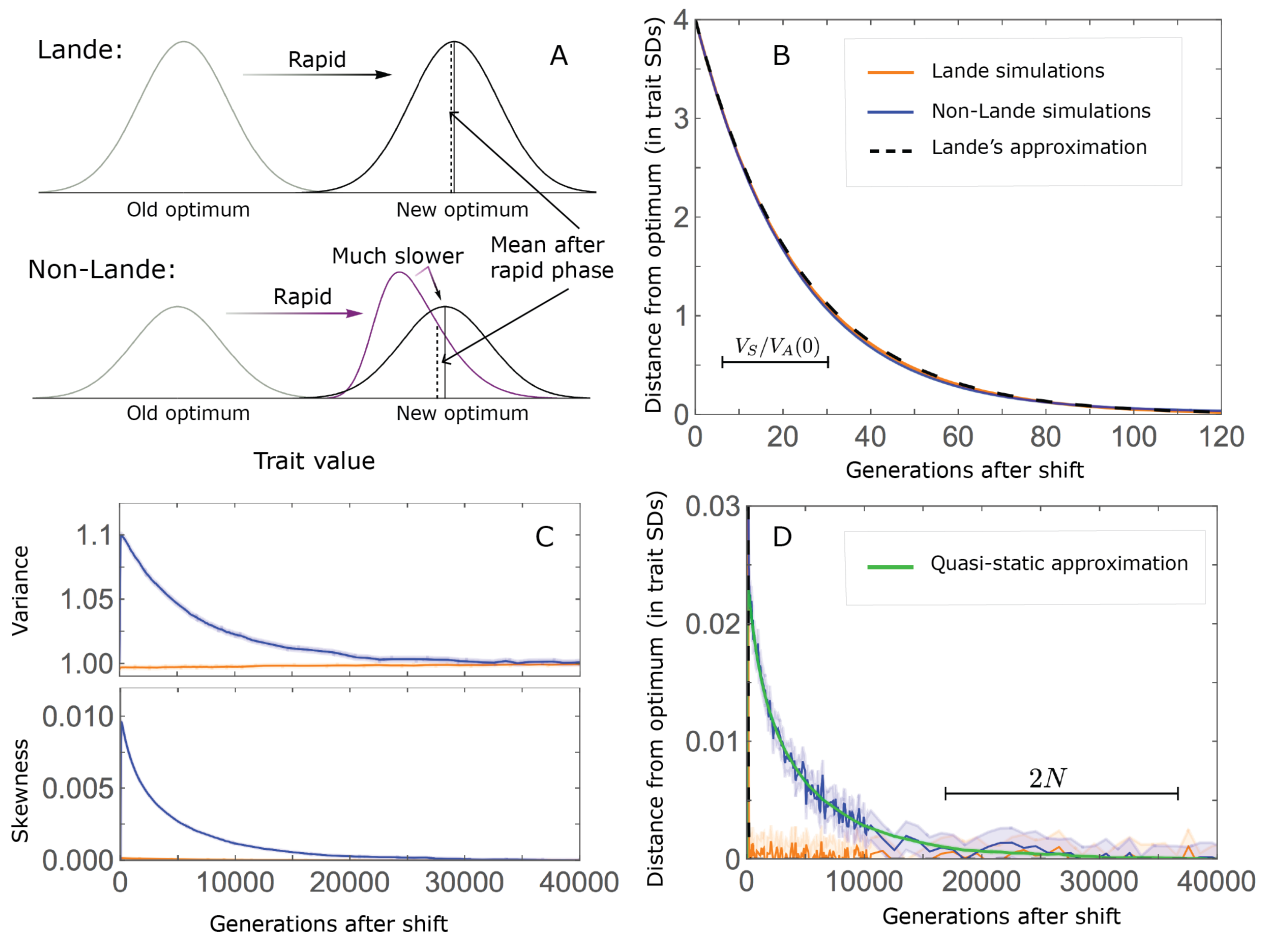 Lande:
A
Rapid
Old optimum
New optimum
Mean after
rapid phase
Non-Lande:
Much slower
Rapid
Old optimum
New optimum
Trait value
B
Distance from optimum (in trait SDs)
4
3
2
1
0
Lande simulations
Non-Lande simulations
Lande's approximation
V_S/V_A(0)
0 20 40 60 80 100 120
Generations after shift
C
Variance
1.1
1.05
1.00
Skewness
0.010
0.005
0.000
0 10000 20000 30000 40000
Generations after shift
D
Distance from optimum (in trait SDs)
0.03
0.02
0.01
0
Quasi-static approximation
2N
0 10000 20000 30000 40000
Generations after shift